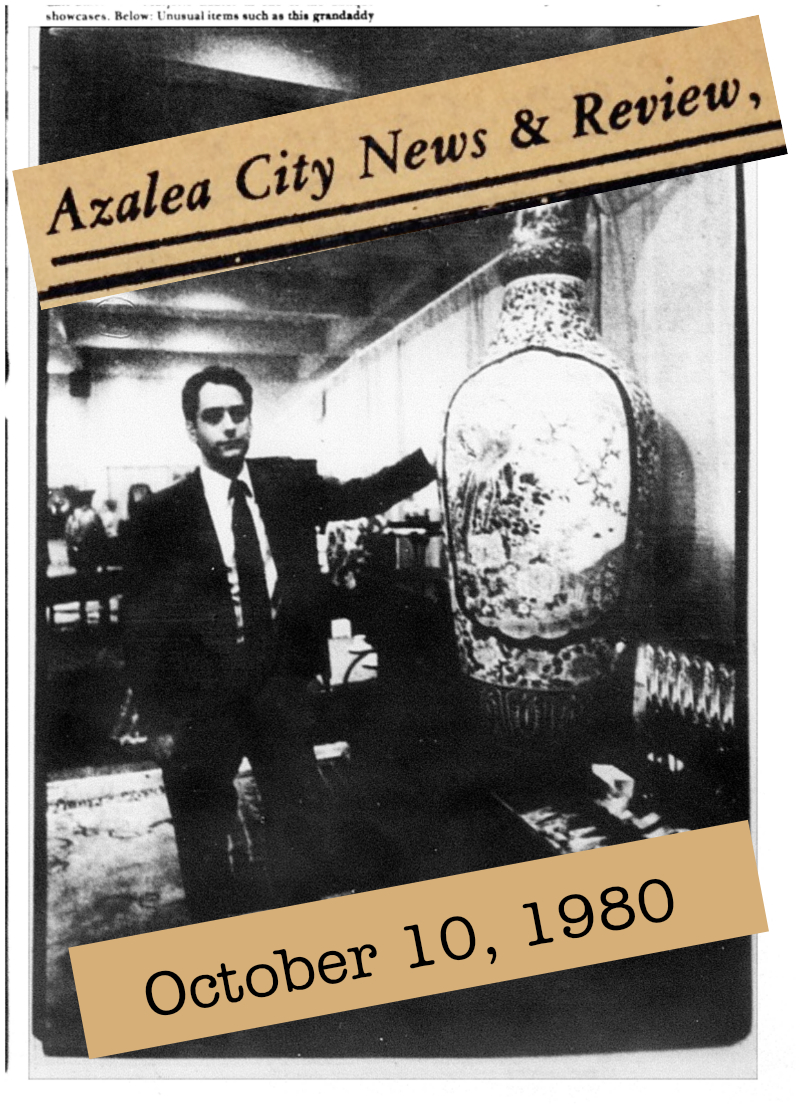 showcases. Below: Unusual items such as this grandaddy
Azalea City News & Review,
October 10, 1980